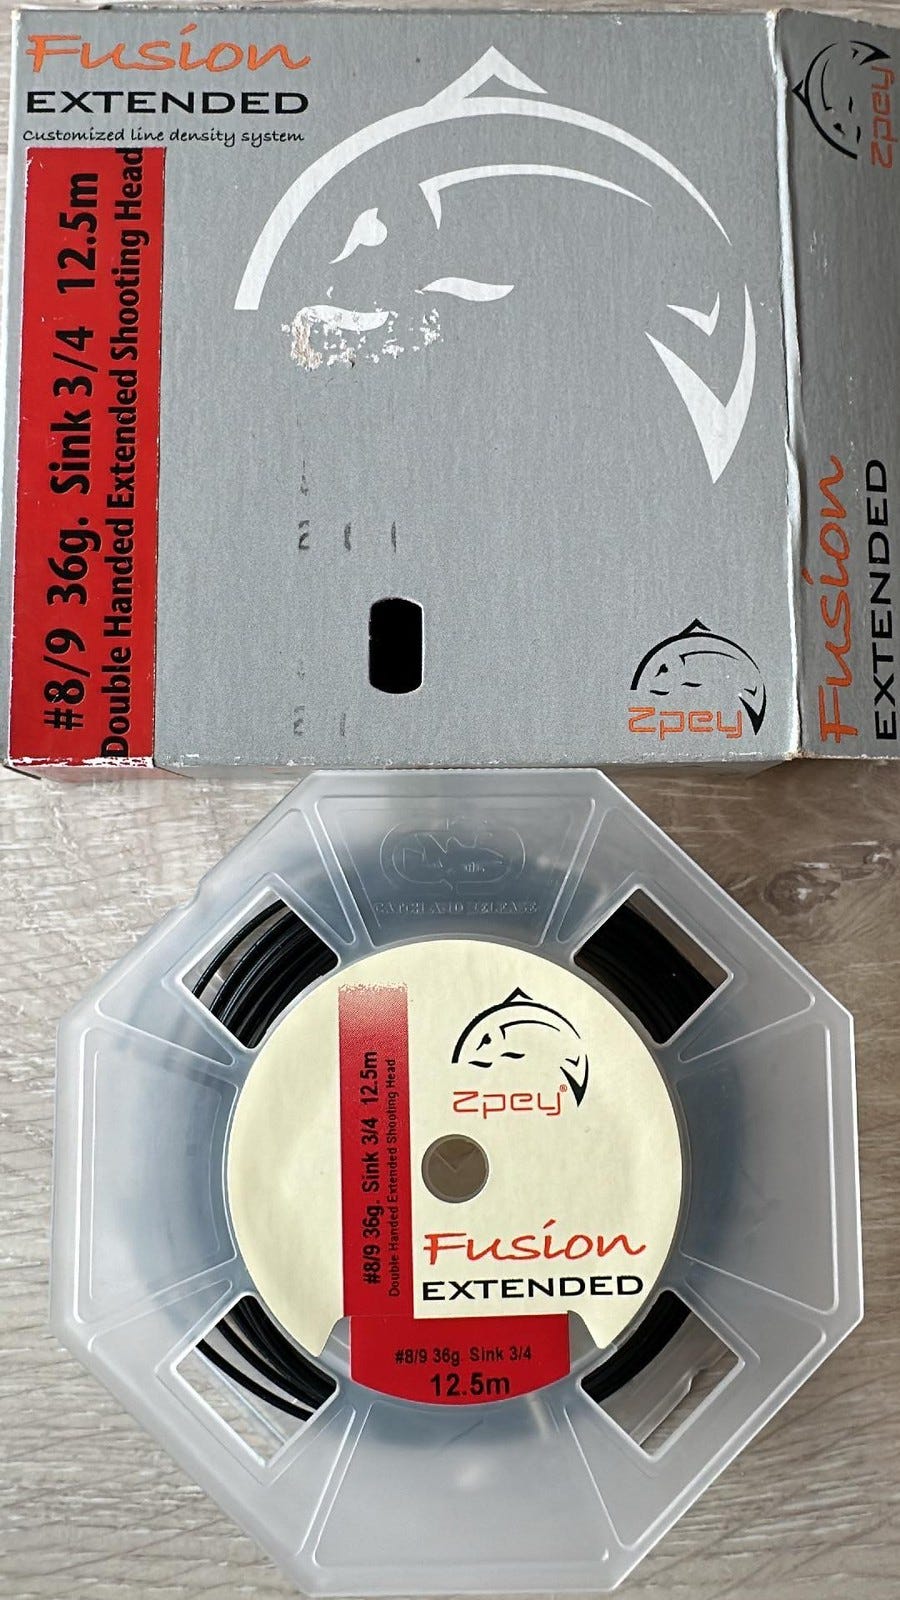 Fusion
EXTENDED
Customized line density system
#8/9 36g. Sink 3/4 12.5m
Double Handed Extended Shooting Head
zpey
zpey
Fusion
EXTENDED
CATCH AND RELEASE
zpey®
#8/9 36g. Sink 3/4 12.5m
Double Handed Extended Shooting Head
Fusion
EXTENDED
#8/9 36g. Sink 3/4
12.5m